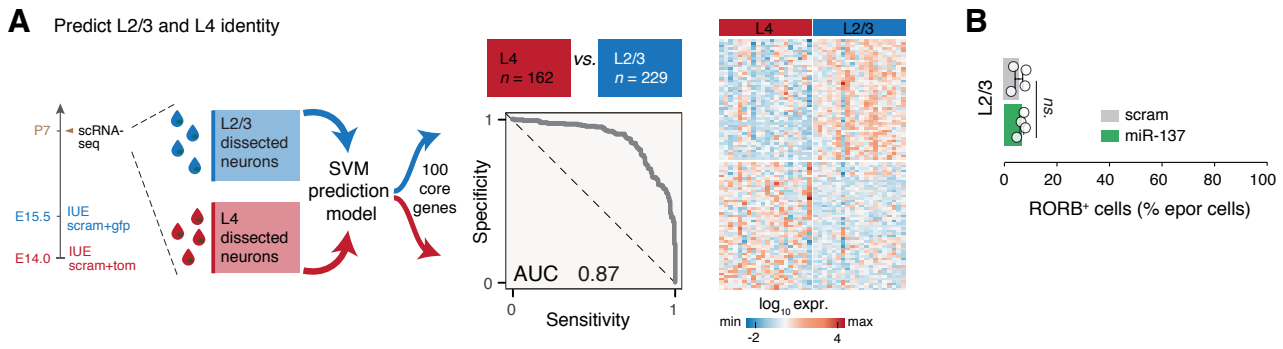 A
Predict L2/3 and L4 identity
P7
scRNA-
seq
E15.5
IUE
scram+gfp
E14.0
IUE
scram+tom
L2/3
dissected
neurons
L4
dissected
neurons
SVM
prediction
model
100
core
genes
L4
n = 162
vs.
L2/3
n = 229
Specificity
1
0
AUC 0.87
0
1
Sensitivity
L4
L2/3
log10 expr.
min
max
-2
4
B
L2/3
ns.
scram
miR-137
0 20 40 60 80 100
RORB+ cells (% epor cells)